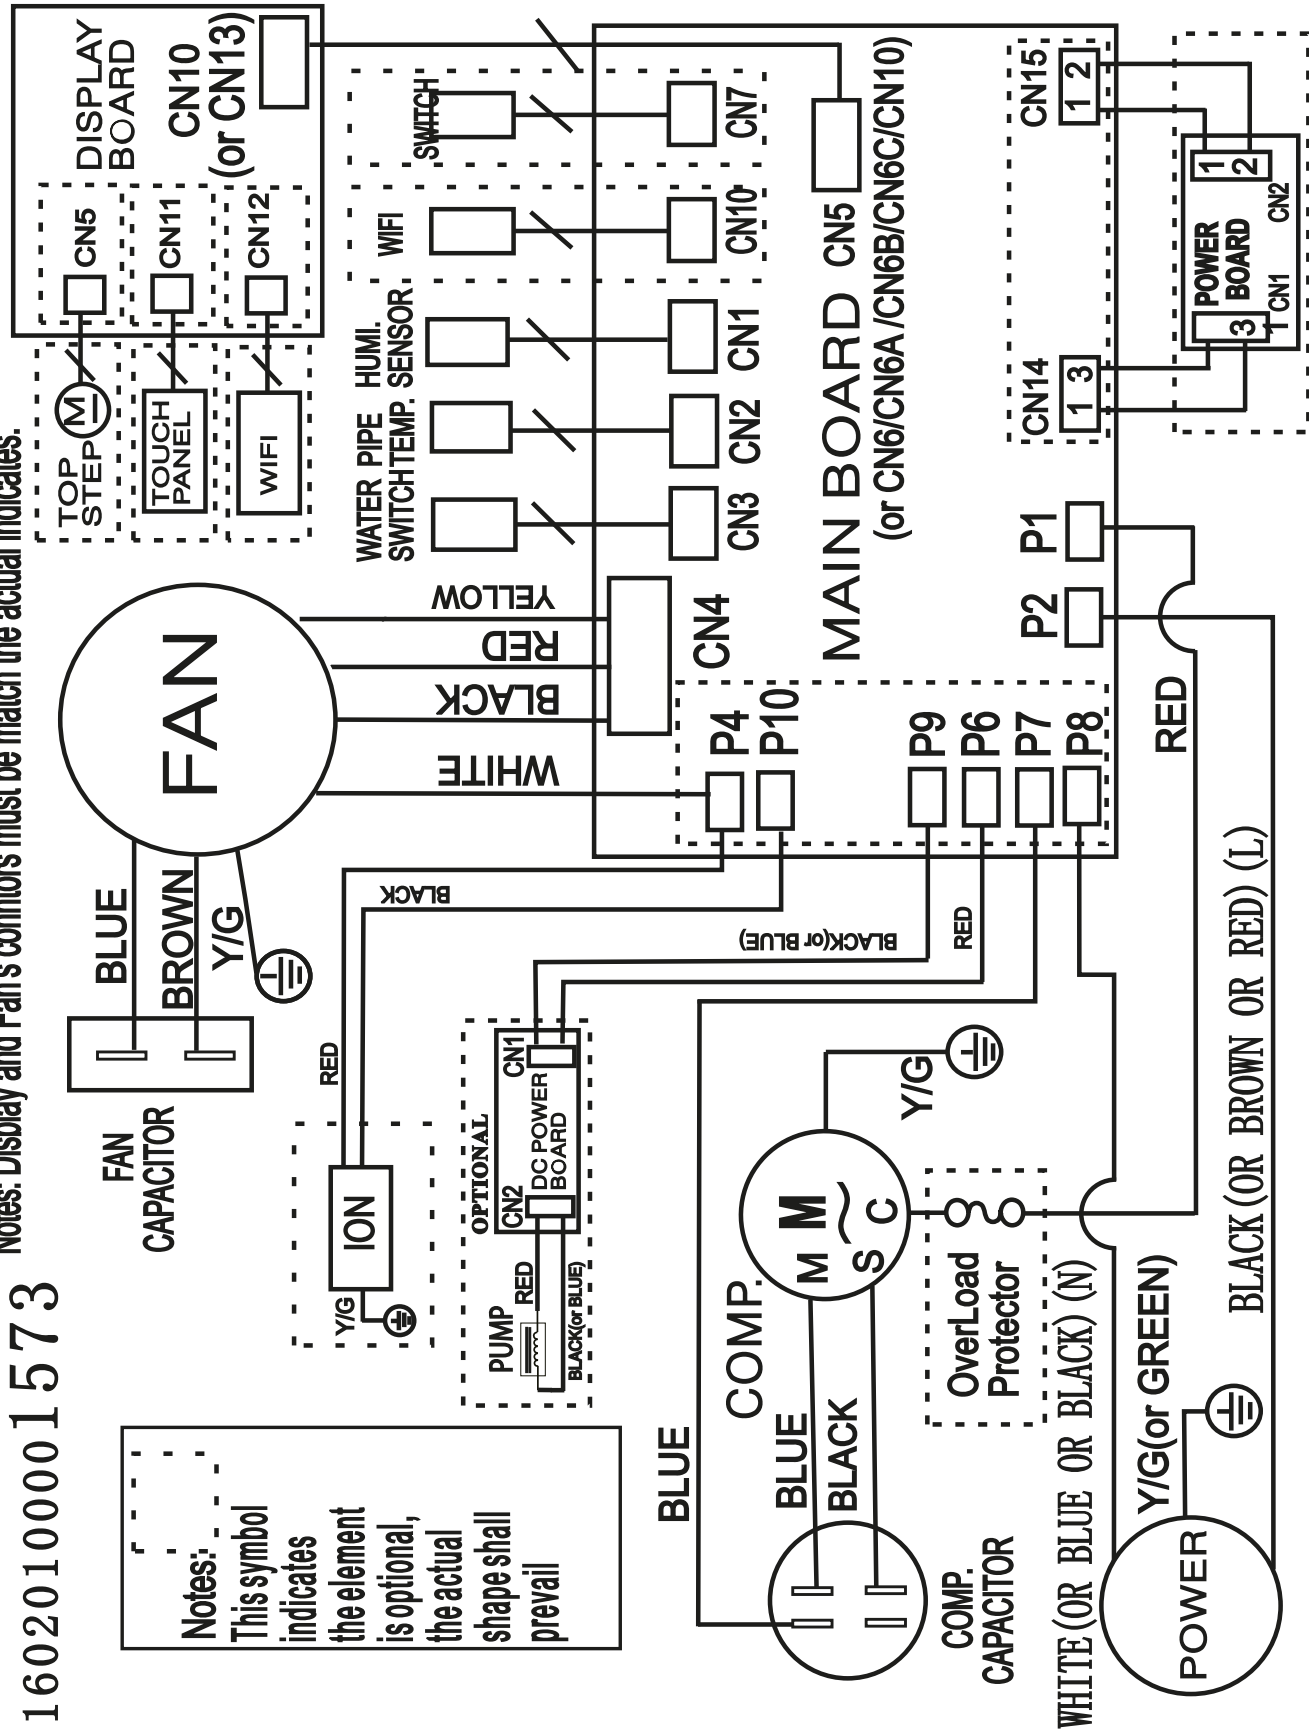 16020100001573
Notes: Display and Fan's conntors must be match the actual indicates.
Notes:
This symbol
indicates
the element
is optional,
the actual
shape shall
prevail
FAN
CAPACITOR
BLUE
BROWN
Y/G
FAN
YELLOW
RED
BLACK
WHITE
TOP
STEP
M
TOUCH
PANEL
WIFI
CN5
CN11
CN12
DISPLAY
BOARD
CN10
(or CN13)
WATER PIPE HUMI.
SWITCH TEMP. SENSOR
WIFI
SWITCH
CN3
CN2
CN1
CN10
CN7
CN4
MAIN BOARD CN5
(or CN6/CN6A /CN6B/CN6C/CN10)
P4
P10
P9
P6
P7
P8
P2
P1
CN14
1 3
CN15
1 2
POWER
BOARD
CN1
3
1
CN2
1
2
RED
BLACK
BLACK(or BLUE)
RED
ION
Y/G
OPTIONAL
CN2
CN1
DC POWER
BOARD
PUMP
RED
BLACK(or BLUE)
BLUE
BLUE
BLACK
COMP.
M
M
~
S
C
Y/G
OverLoad
Protector
RED
COMP.
CAPACITOR
WHITE(OR BLUE OR BLACK)(N)
Y/G(or GREEN)
BLACK(OR BROWN OR RED)(L)
POWER